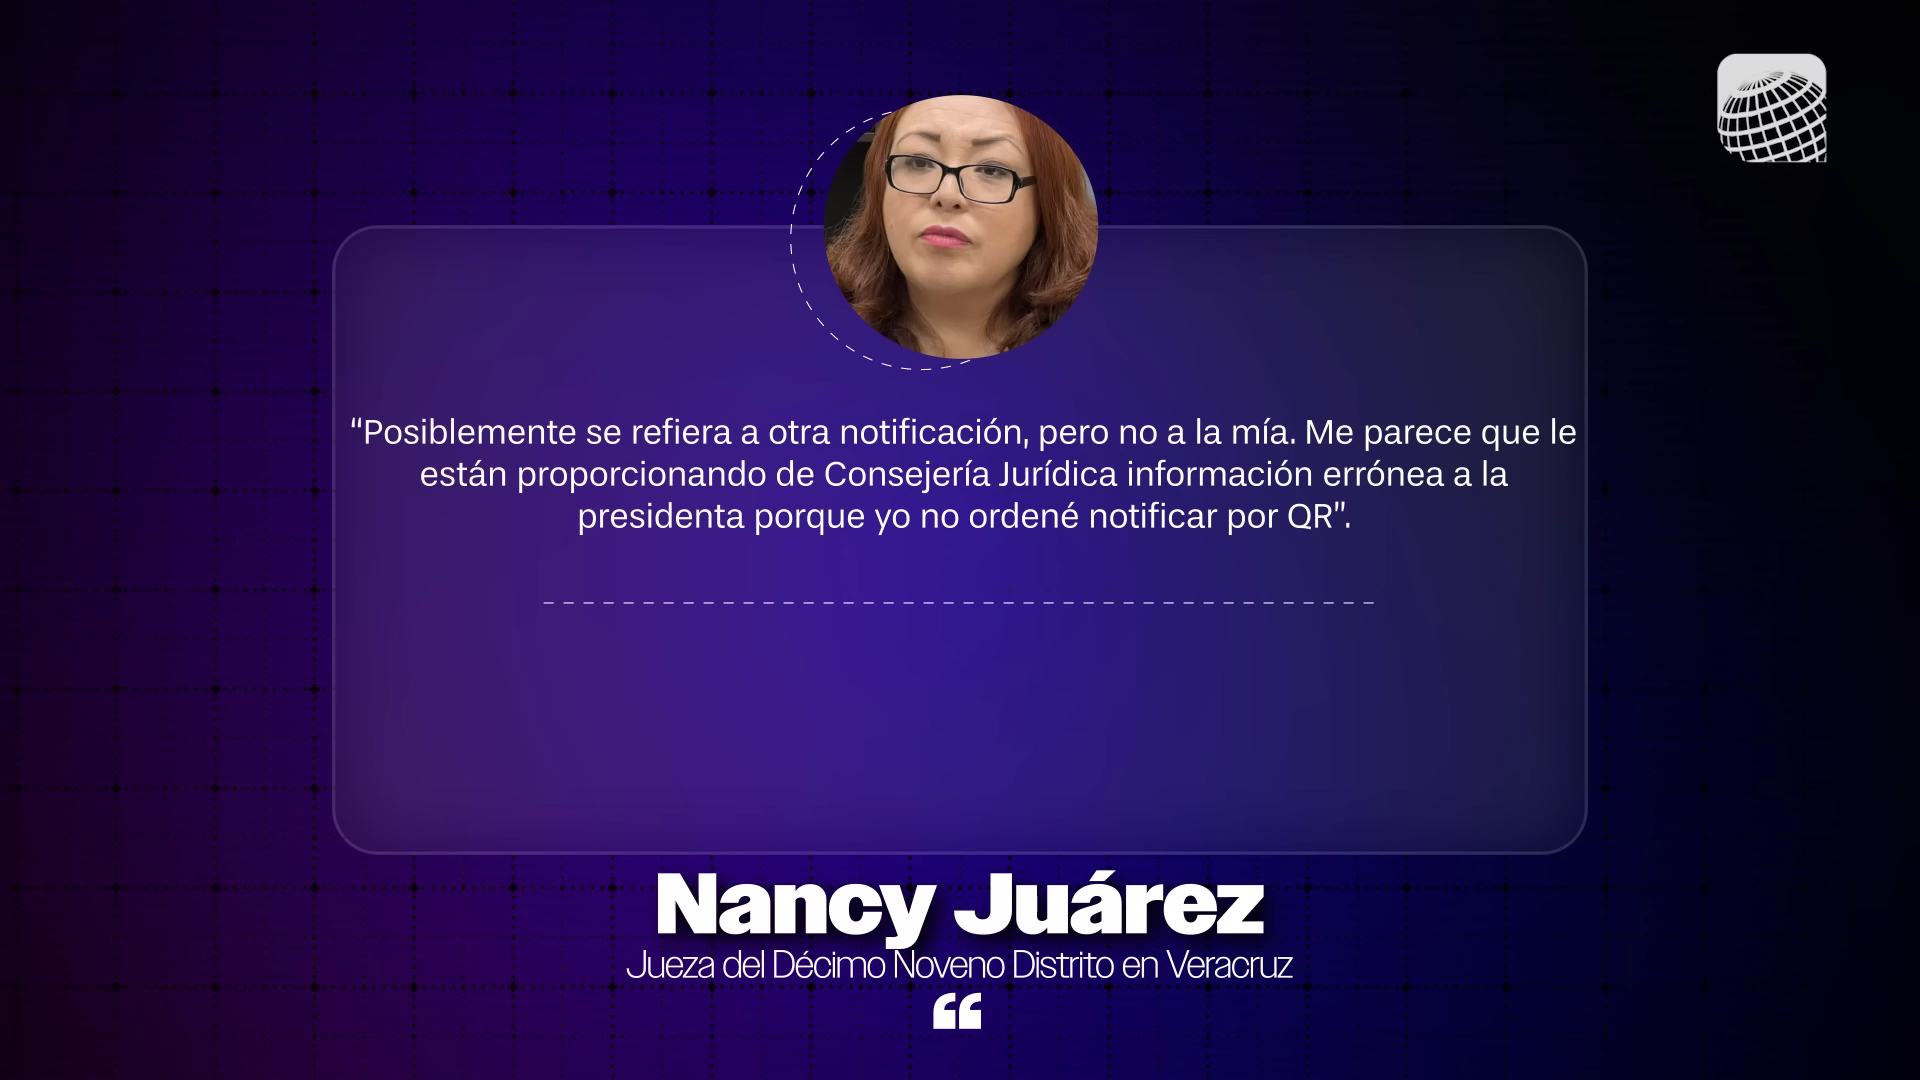 “Posiblemente se refiera a otra notificación, pero no a la mía. Me parece que le
están proporcionando de Consejería Jurídica información errónea a la
presidenta porque yo no ordené notificar por QR”.
Nancy Juárez
Jueza del Décimo Noveno Distrito en Veracruz
“